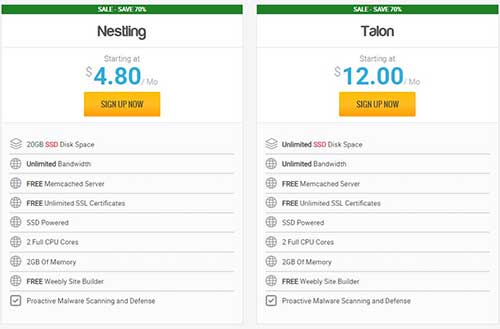 SALE - SAVE 70%
Nestling
Starting at
$4.80/ Mo
SIGN UP NOW
20GB SSD Disk Space
Unlimited Bandwidth
FREE Memcached Server
FREE Unlimited SSL Certificates
SSD Powered
2 Full CPU Cores
2GB Of Memory
FREE Weebly Site Builder
Proactive Malware Scanning and Defense
SALE - SAVE 70%
Talon
Starting at
$12.00/ Mo
SIGN UP NOW
Unlimited SSD Disk Space
Unlimited Bandwidth
FREE Memcached Server
FREE Unlimited SSL Certificates
SSD Powered
2 Full CPU Cores
2GB Of Memory
FREE Weebly Site Builder
Proactive Malware Scanning and Defense